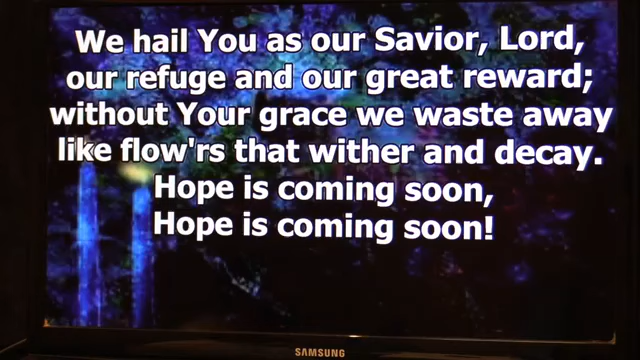 We hail You as our Savior, Lord,
our refuge and our great reward;
without Your grace we waste away
like flow'rs that wither and decay.
Hope is coming soon,
Hope is coming soon!
SAMSUNG